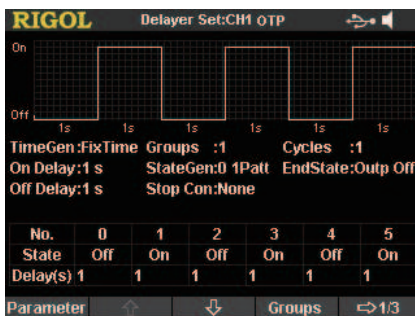 RIGOL Delayer Set:CH1 OTP
On
Off
1s 1s 1s 1s 1s 1s
TimeGen:FixTime Groups :1 Cycles :1
On Delay:1 s StateGen:0 1Patt EndState:Outp Off
Off Delay:1 s Stop Con:None
No. 0 1 2 3 4 5
State Off On Off On Off On
Delay(s) 1 1 1 1 1 1
Parameter Groups 1/3